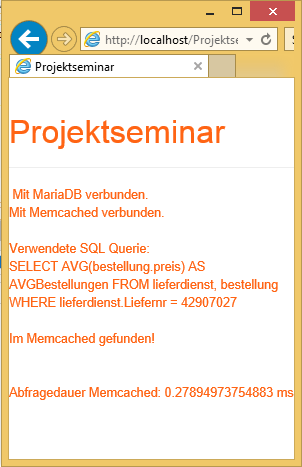 http://localhost/Projekts
Projektseminar
Projektseminar
Mit MariaDB verbunden.
Mit Memcached verbunden.
Verwendete SQL Querie:
SELECT AVG(bestellung.preis) AS
AVGBestellungen FROM lieferdienst, bestellung
WHERE lieferdienst.Liefernr = 42907027
Im Memcached gefunden!
Abfragedauer Memcached: 0.27894973754883 ms